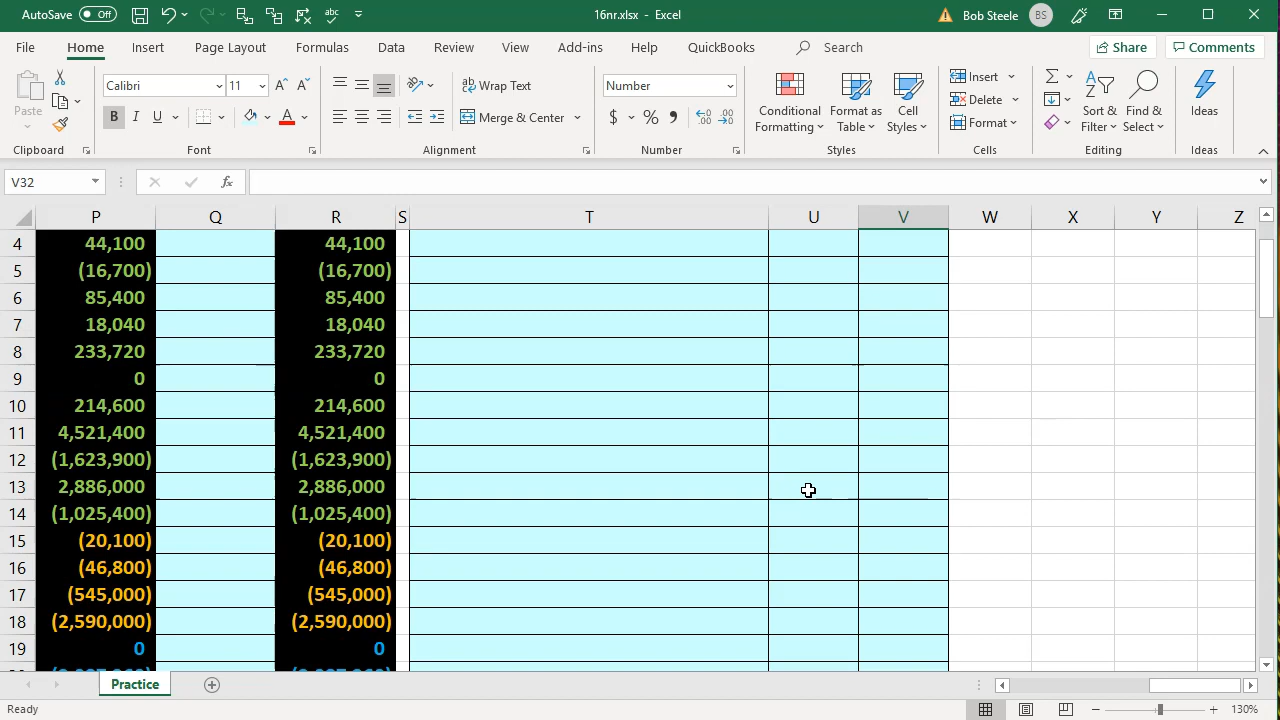 AutoSave Off 16nr.xlsx - Excel Bob Steele BS
File Home Insert Page Layout Formulas Data Review View Add-ins Help QuickBooks Search Share Comments
Paste Calibri 11 Wrap Text Number Conditional Formatting Format as Table Cell Styles Insert Sort & Filter Find & Select Ideas
B I U A Merge & Center $ % Delete
Format
Clipboard Font Alignment Number Styles Cells Editing Ideas
V32 fx
P Q R S T U V W X Y Z
4 44,100 44,100
5 (16,700) (16,700)
6 85,400 85,400
7 18,040 18,040
8 233,720 233,720
9 0 0
10 214,600 214,600
11 4,521,400 4,521,400
12 (1,623,900) (1,623,900)
13 2,886,000 2,886,000
14 (1,025,400) (1,025,400)
15 (20,100) (20,100)
16 (46,800) (46,800)
17 (545,000) (545,000)
18 (2,590,000) (2,590,000)
19 0 0
Practice
Ready 130%